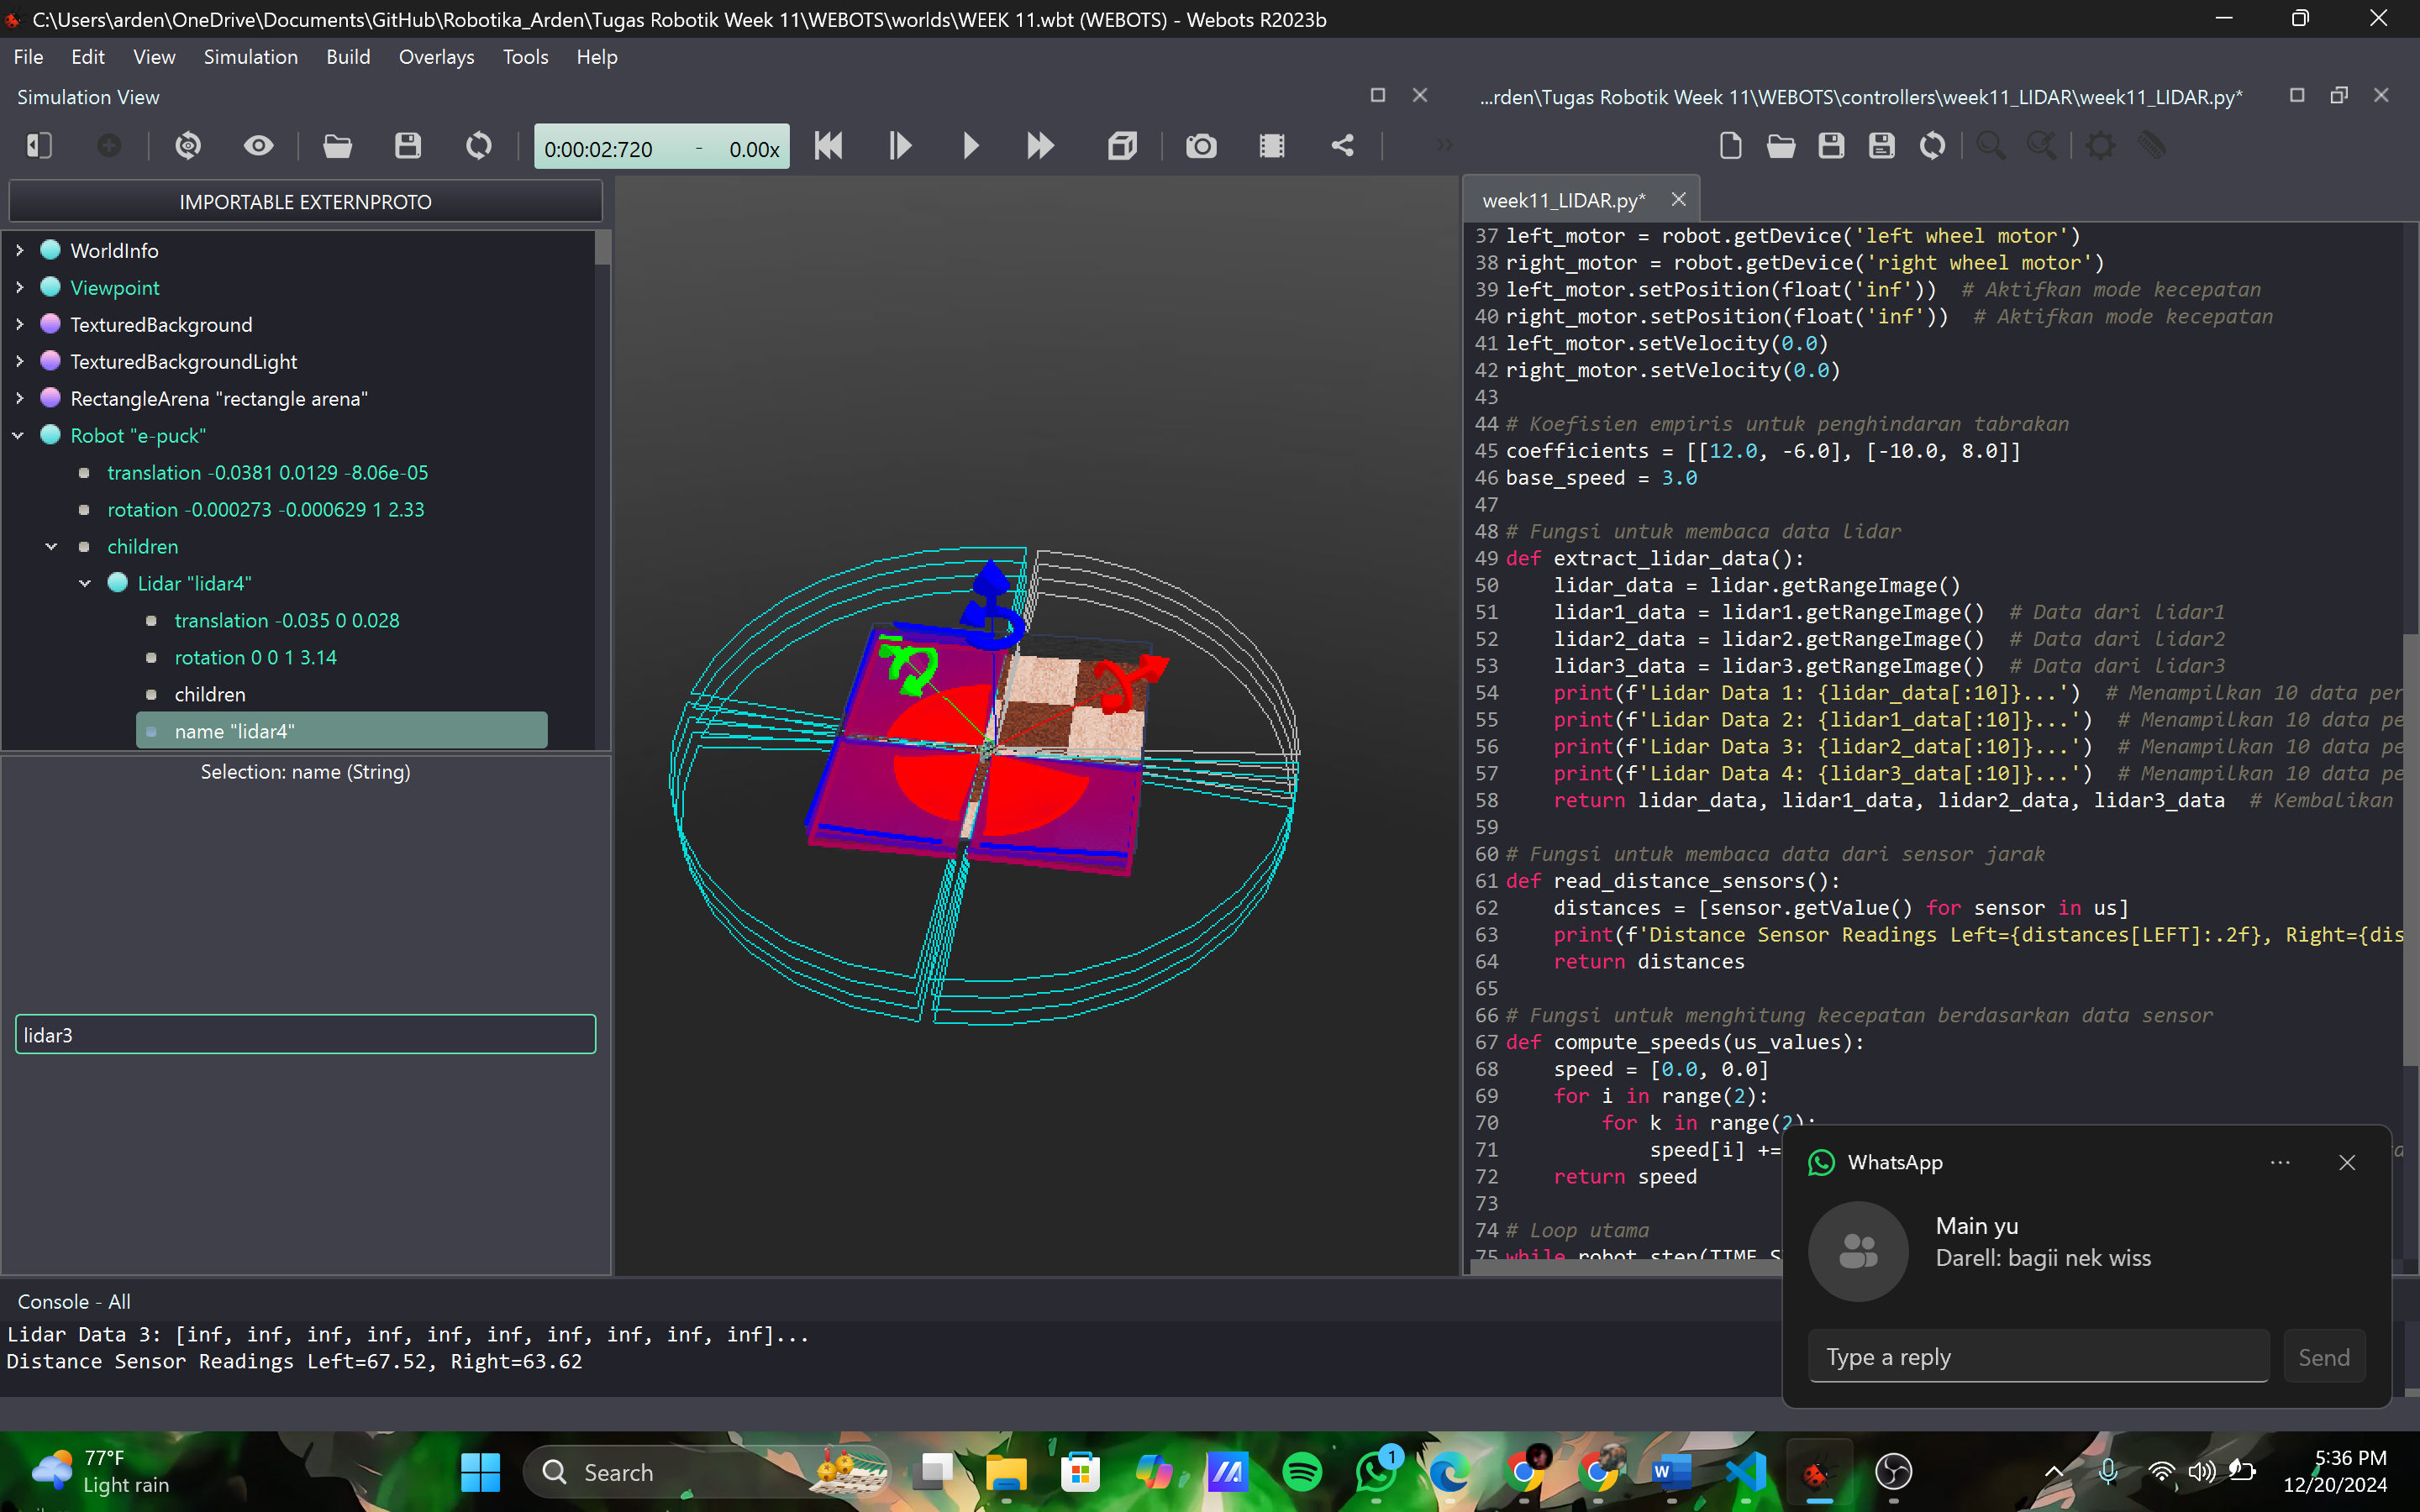 C:\Users\arden\OneDrive\Documents\GitHub\Robotika_Arden\Tugas Robotik Week 11\WEBOTS\worlds\WEEK 11.wbt (WEBOTS) - Webots R2023b
File Edit View Simulation Build Overlays Tools Help
Simulation View
0:00:02:720 - 0.00x
IMPORTABLE EXTERNPROTO
WorldInfo
Viewpoint
TexturedBackground
TexturedBackgroundLight
RectangleArena "rectangle arena"
Robot "e-puck"
translation -0.0381 0.0129 -8.06e-05
rotation -0.000273 -0.000629 1 2.33
children
Lidar "lidar4"
translation -0.035 0 0.028
rotation 0 0 1 3.14
children
name "lidar4"
Selection: name (String)
lidar3
...rden\Tugas Robotik Week 11\WEBOTS\controllers\week11_LIDAR\week11_LIDAR.py*
week11_LIDAR.py*
37 left_motor = robot.getDevice('left wheel motor')
38 right_motor = robot.getDevice('right wheel motor')
39 left_motor.setPosition(float('inf'))  # Aktifkan mode kecepatan
40 right_motor.setPosition(float('inf'))  # Aktifkan mode kecepatan
41 left_motor.setVelocity(0.0)
42 right_motor.setVelocity(0.0)
43
44 # Koefisien empiris untuk penghindaran tabrakan
45 coefficients = [[12.0, -6.0], [-10.0, 8.0]]
46 base_speed = 3.0
47
48 # Fungsi untuk membaca data lidar
49 def extract_lidar_data():
50     lidar_data = lidar.getRangeImage()
51     lidar1_data = lidar1.getRangeImage()  # Data dari lidar1
52     lidar2_data = lidar2.getRangeImage()  # Data dari lidar2
53     lidar3_data = lidar3.getRangeImage()  # Data dari lidar3
54     print(f'Lidar Data 1: {lidar_data[:10]}...')  # Menampilkan 10 data per
55     print(f'Lidar Data 2: {lidar1_data[:10]}...')  # Menampilkan 10 data pe
56     print(f'Lidar Data 3: {lidar2_data[:10]}...')  # Menampilkan 10 data pe
57     print(f'Lidar Data 4: {lidar3_data[:10]}...')  # Menampilkan 10 data pe
58     return lidar_data, lidar1_data, lidar2_data, lidar3_data  # Kembalikan
59
60 # Fungsi untuk membaca data dari sensor jarak
61 def read_distance_sensors():
62     distances = [sensor.getValue() for sensor in us]
63     print(f'Distance Sensor Readings Left={distances[LEFT]:.2f}, Right={dis
64     return distances
65
66 # Fungsi untuk menghitung kecepatan berdasarkan data sensor
67 def compute_speeds(us_values):
68     speed = [0.0, 0.0]
69     for i in range(2):
70         for k in range(2):
71             speed[i] +=
72     return speed
73
74 # Loop utama
75 while robot.step(TIME_S
WhatsApp
Main yu
Darell: bagii nek wiss
Type a reply
Send
Console - All
Lidar Data 3: [inf, inf, inf, inf, inf, inf, inf, inf, inf, inf]...
Distance Sensor Readings Left=67.52, Right=63.62
77°F
Light rain
Search
1
5:36 PM
12/20/2024